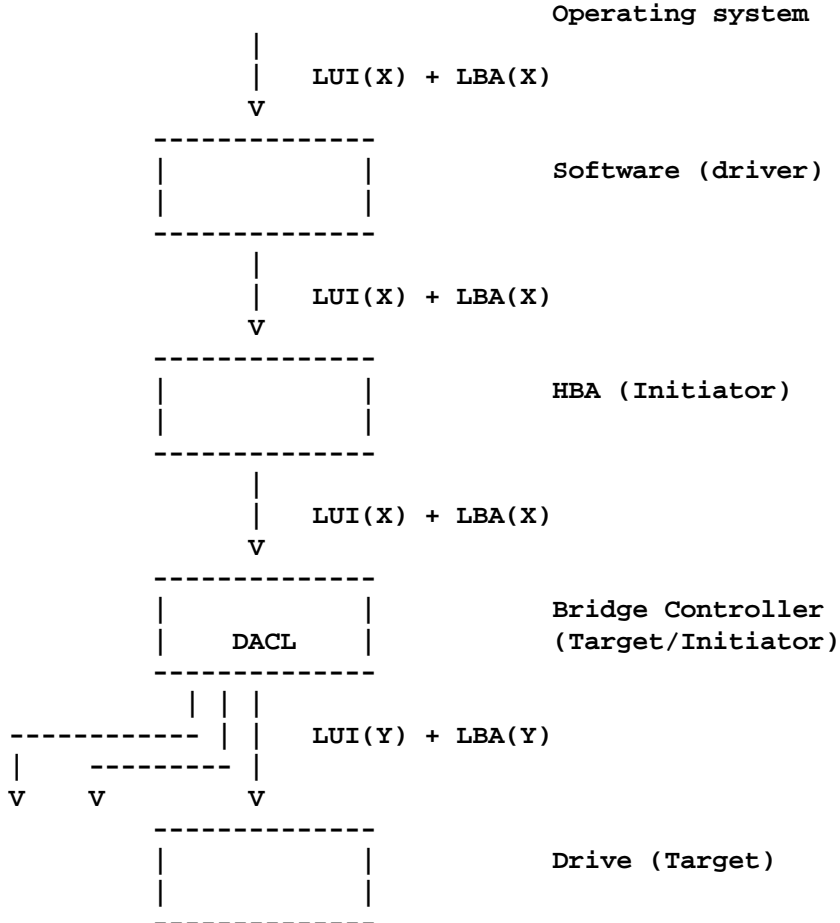 Operating system
LUI(X) + LBA(X)
V
Software (driver)
LUI(X) + LBA(X)
V
HBA (Initiator)
LUI(X) + LBA(X)
V
Bridge Controller
DACL (Target/Initiator)
LUI(Y) + LBA(Y)
V V V
Drive (Target)